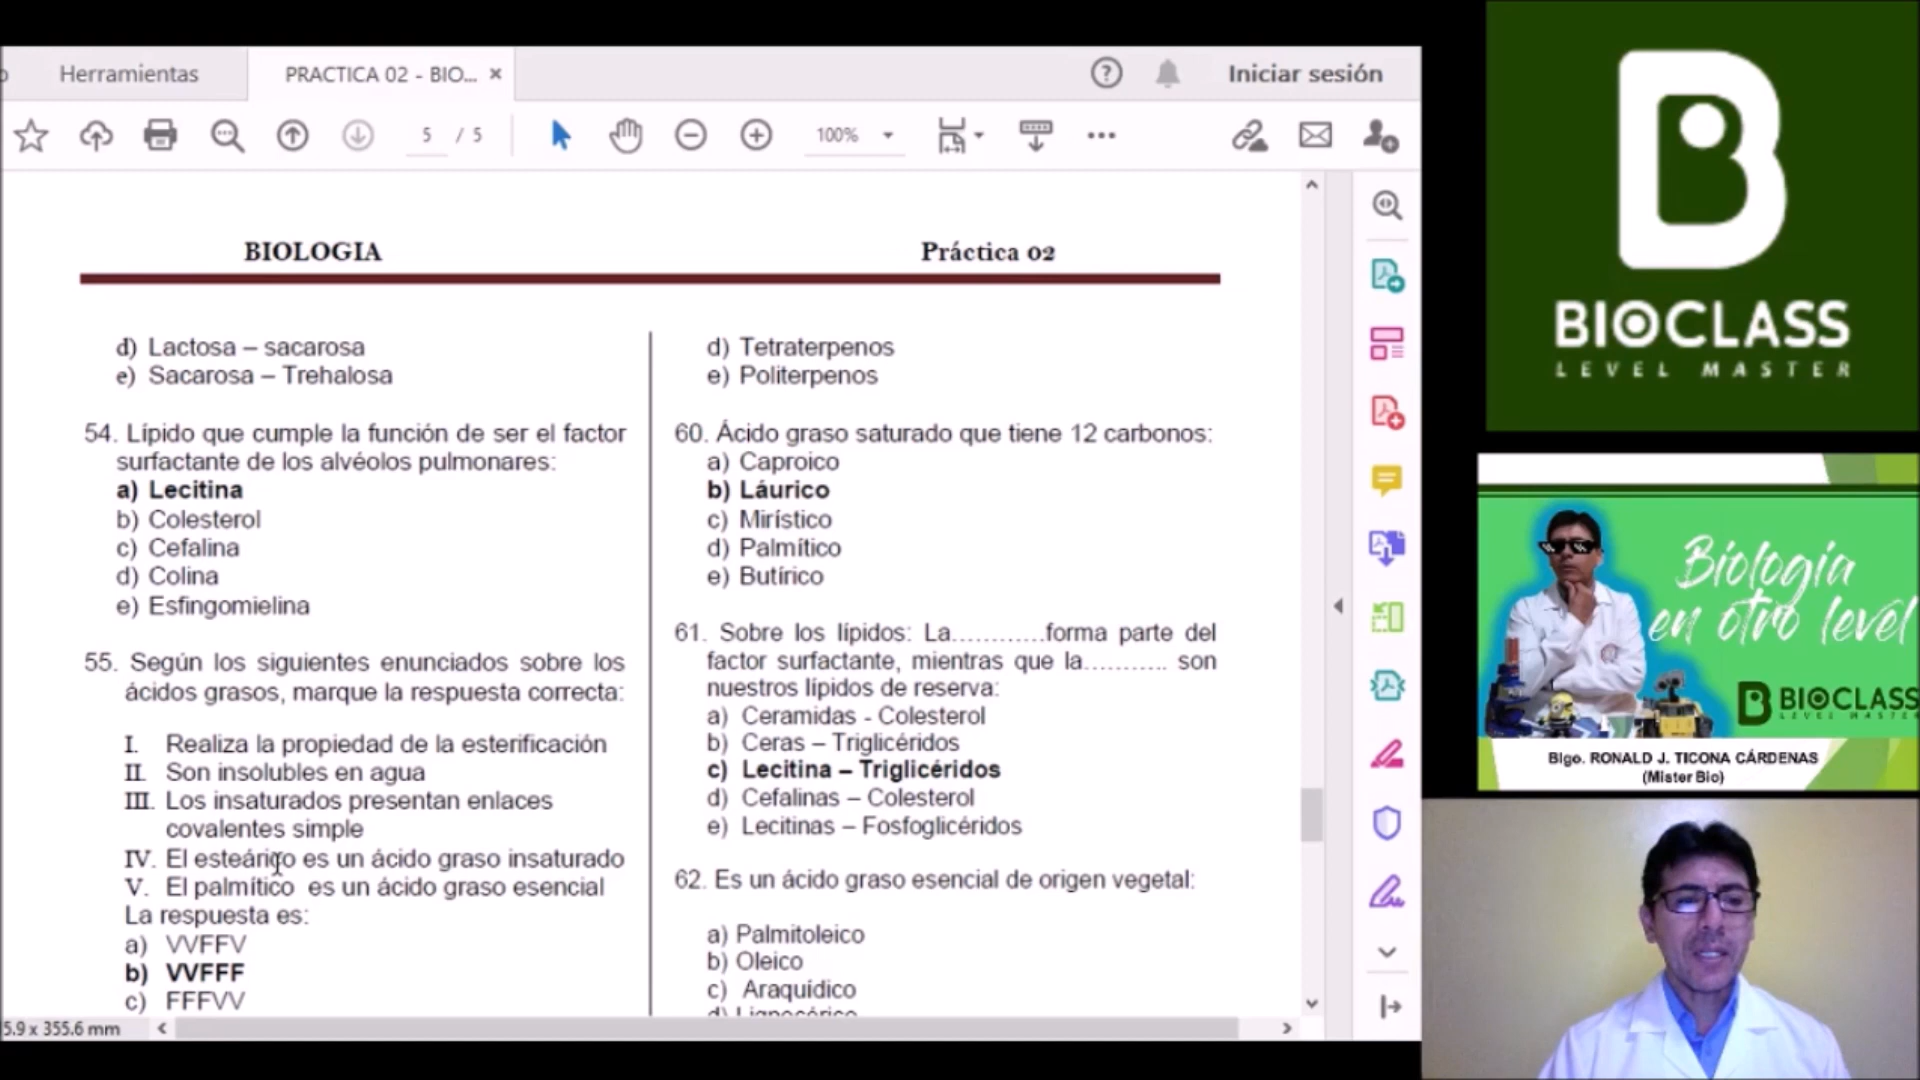 Herramientas
PRACTICA 02 - BIO...
Iniciar sesión
5 / 5
100%
BIOLOGIA
Práctica 02
d) Lactosa – sacarosa
e) Sacarosa – Trehalosa
54. Lípido que cumple la función de ser el factor
surfactante de los alvéolos pulmonares:
a) Lecitina
b) Colesterol
c) Cefalina
d) Colina
e) Esfingomielina
55. Según los siguientes enunciados sobre los
ácidos grasos, marque la respuesta correcta:
I. Realiza la propiedad de la esterificación
II. Son insolubles en agua
III. Los insaturados presentan enlaces
covalentes simple
IV. El esteárico es un ácido graso insaturado
V. El palmítico es un ácido graso esencial
La respuesta es:
a) VVFFV
b) VVFFF
c) FFFVV
d) Tetraterpenos
e) Politerpenos
60. Ácido graso saturado que tiene 12 carbonos:
a) Caproico
b) Láurico
c) Mirístico
d) Palmítico
e) Butírico
61. Sobre los lípidos: La............forma parte del
factor surfactante, mientras que la........... son
nuestros lípidos de reserva:
a) Ceramidas - Colesterol
b) Ceras – Triglicéridos
c) Lecitina – Triglicéridos
d) Cefalinas – Colesterol
e) Lecitinas – Fosfoglicéridos
62. Es un ácido graso esencial de origen vegetal:
a) Palmitoleico
b) Oleico
c) Araquídico
d) Lignocérico
5.9 x 355.6 mm
BIOCLASS
LEVEL MASTER
Biología
en otro level
BIOCLASS
LEVEL MASTER
Blgo. RONALD J. TICONA CÁRDENAS
(Mister Bio)